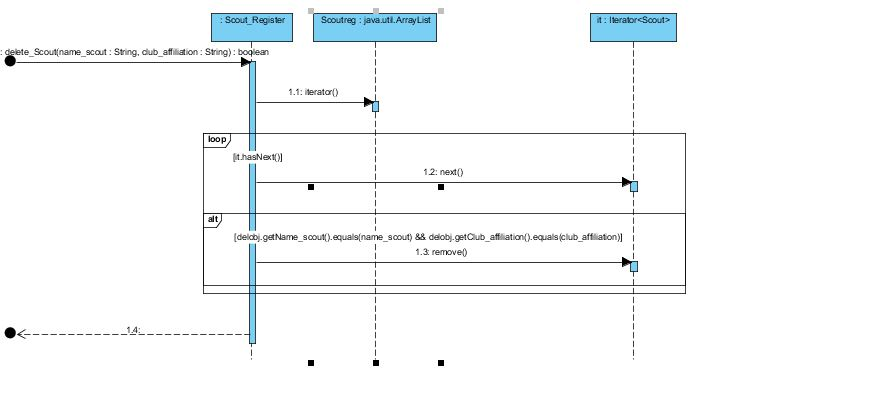 : Scout_Register
Scoutreg : java.util.ArrayList
it : Iterator<Scout>
: delete_Scout(name_scout : String, club_affiliation : String) : boolean
1.1: iterator()
loop
[it.hasNext()]
1.2: next()
alt
[delobj.getName_scout().equals(name_scout) && delobj.getClub_affiliation().equals(club_affiliation)]
1.3: remove()
1.4: